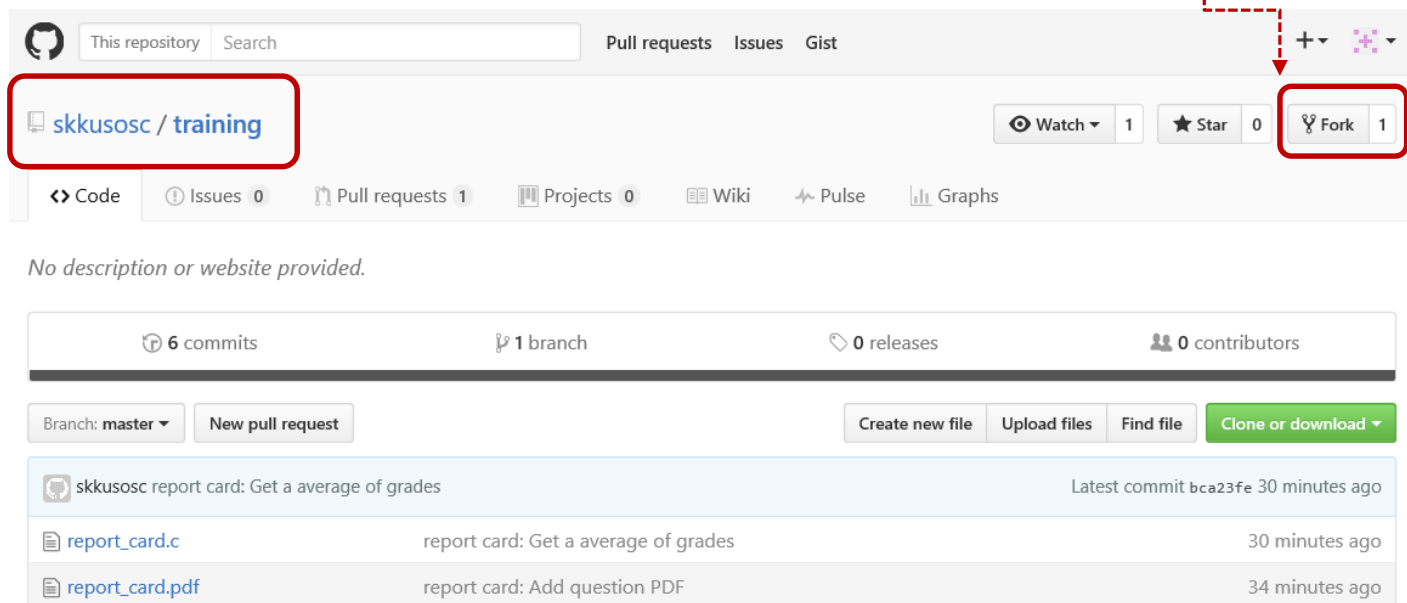 This repository Search Pull requests Issues Gist
skkusosc / training Watch 1 Star 0 Fork 1
Code Issues 0 Pull requests 1 Projects 0 Wiki Pulse Graphs
No description or website provided.
6 commits 1 branch 0 releases 0 contributors
Branch: master New pull request Create new file Upload files Find file Clone or download
skkusosc report card: Get a average of grades Latest commit bca23fe 30 minutes ago
report_card.c report card: Get a average of grades 30 minutes ago
report_card.pdf report card: Add question PDF 34 minutes ago